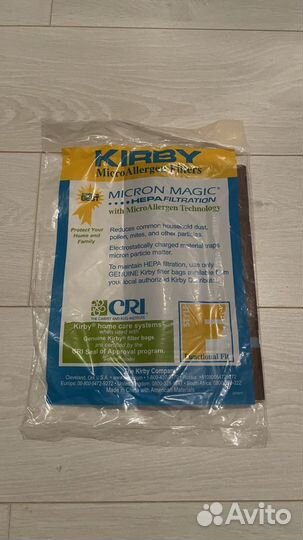 KIRBY
MicroAllergen Filters
MICRON MAGIC®
HEPA FILTRATION
with MicroAllergen Technology
Protect Your
Home and
Family
Reduces common household dust,
pollen, mites, and other particles.
Electrostatically charged material traps
micron particle matter.
To maintain HEPA filtration, use only
GENUINE Kirby filter bags available from
your local authorized Kirby Distributor.
CRI
THE CARPET AND RUG INSTITUTE
Kirby® home care systems
when used with
Genuine Kirby® filter bags
are certified by the
CRI Seal of Approval program.
Functional Fit
The Kirby Company
Cleveland, OH, U.S.A.
Made in China with American Materials
Avito